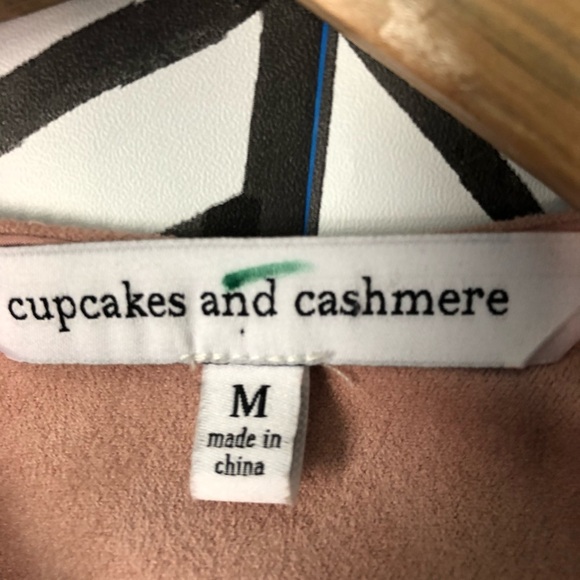 cupcakes and cashmere
M
made in
china